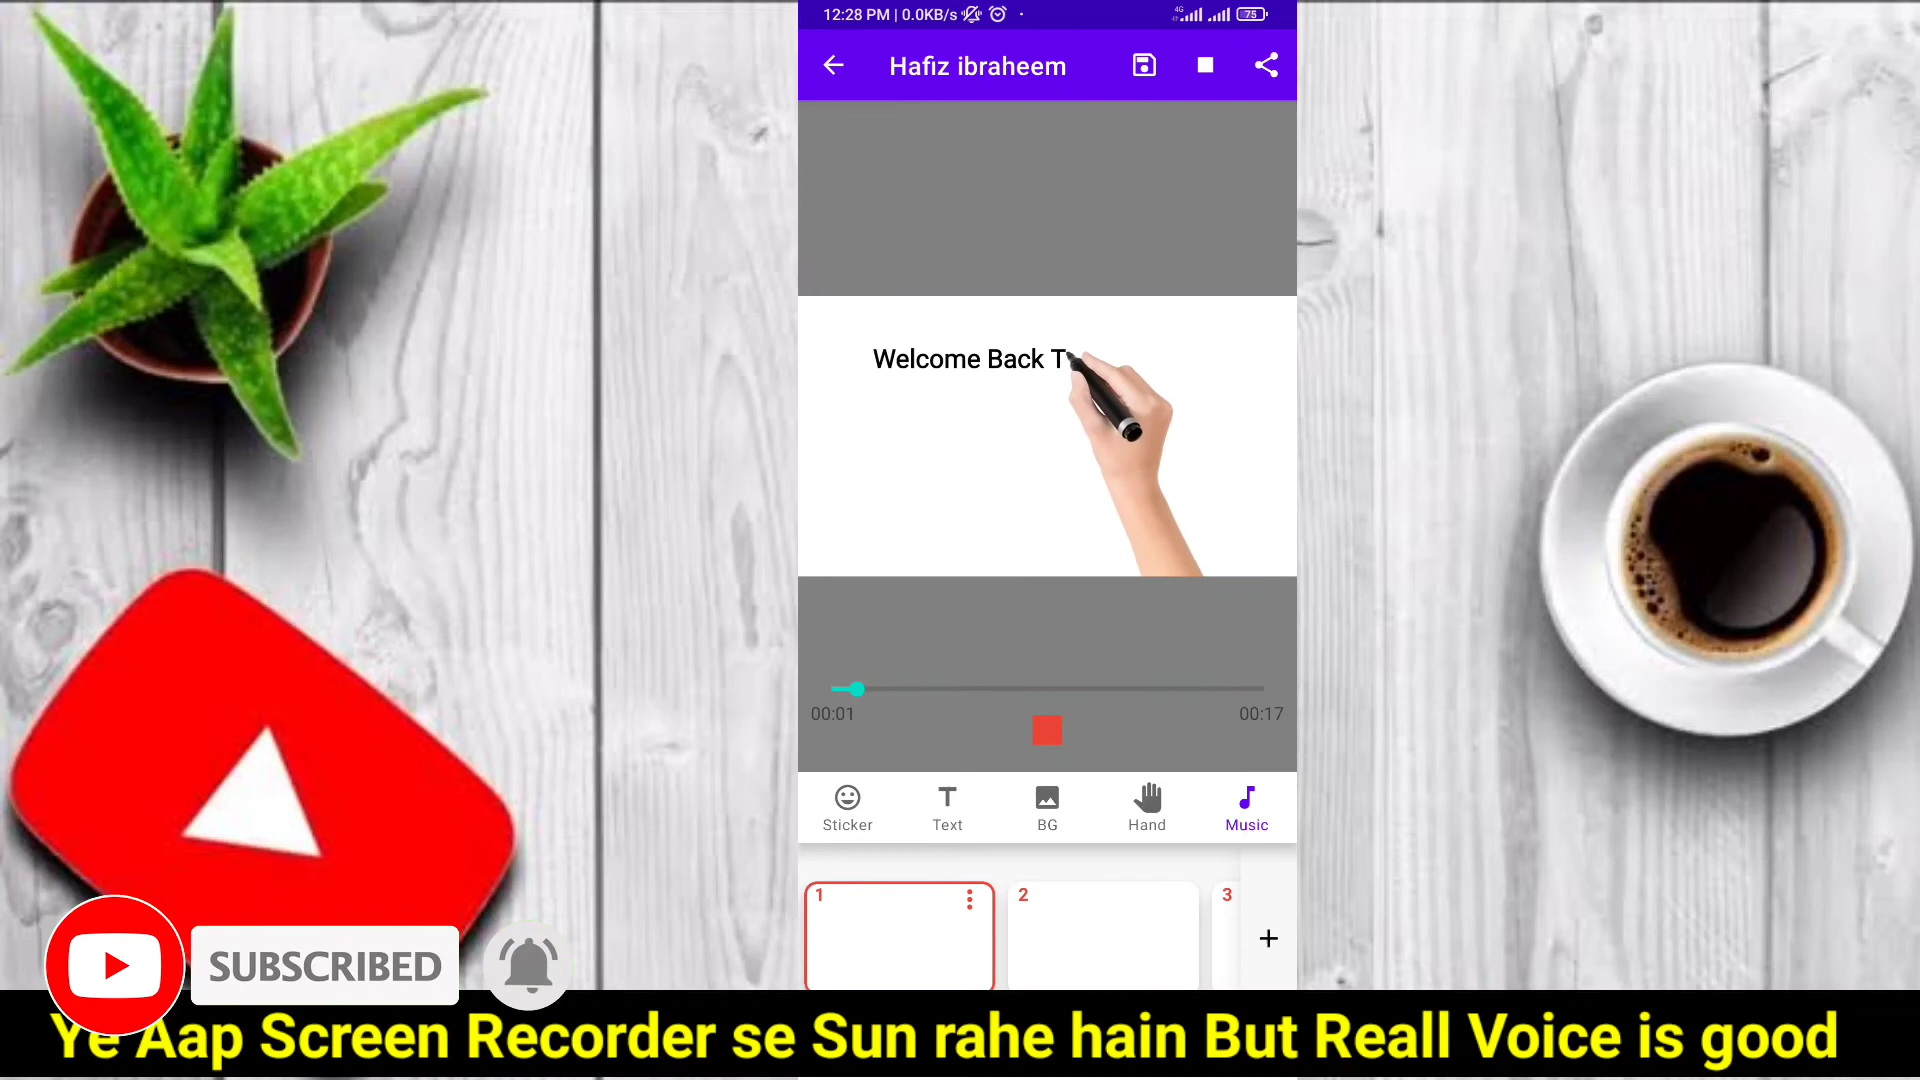 12:28 PM | 0.0KB/s
4G
75
Hafiz ibraheem
Welcome Back T
00:01
00:17
Sticker
Text
BG
Hand
Music
1
2
3
+
SUBSCRIBED
Ye Aap Screen Recorder se Sun rahe hain But Reall Voice is good